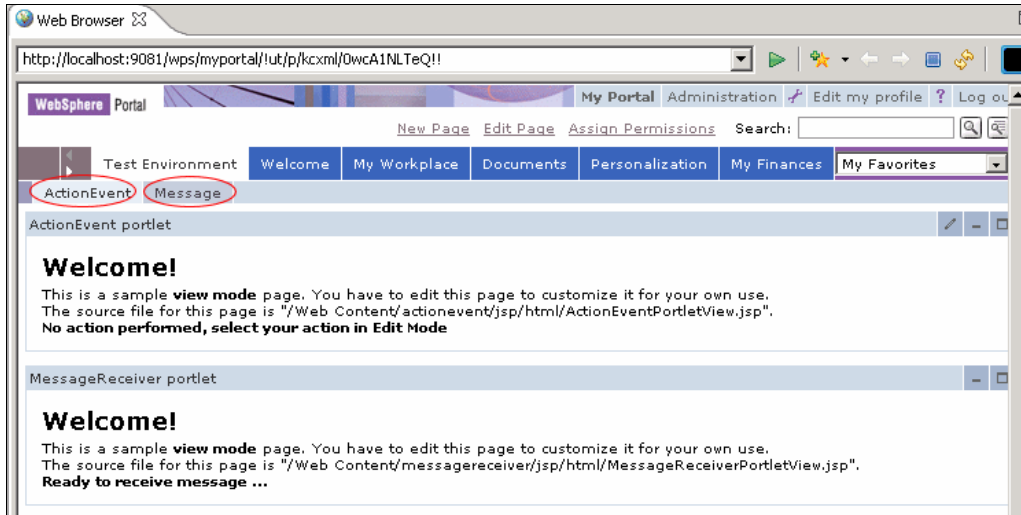 Web Browser
http://localhost:9081/wps/myportal/!ut/p/kcxml/0wcA1NLTeQ!!
WebSphere Portal
My Portal Administration Edit my profile ? Log ou
New Page Edit Page Assign Permissions Search:
Test Environment Welcome My Workplace Documents Personalization My Finances My Favorites
ActionEvent Message
ActionEvent portlet
Welcome!
This is a sample view mode page. You have to edit this page to customize it for your own use.
The source file for this page is "/Web Content/actionevent/jsp/html/ActionEventPortletView.jsp".
No action performed, select your action in Edit Mode
MessageReceiver portlet
Welcome!
This is a sample view mode page. You have to edit this page to customize it for your own use.
The source file for this page is "/Web Content/messagereceiver/jsp/html/MessageReceiverPortletView.jsp".
Ready to receive message ...